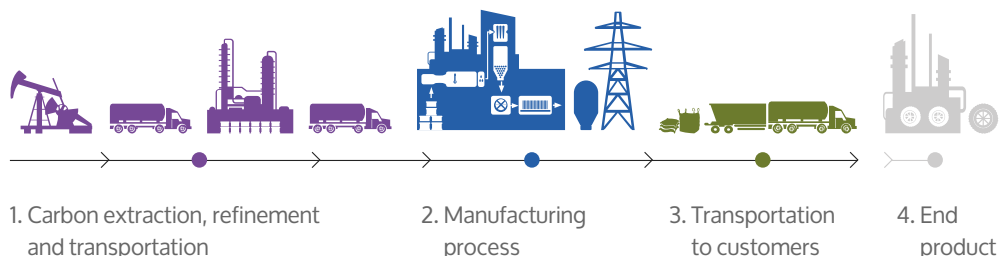 1. Carbon extraction, refinement
and transportation
2. Manufacturing
process
3. Transportation
to customers
4. End
product